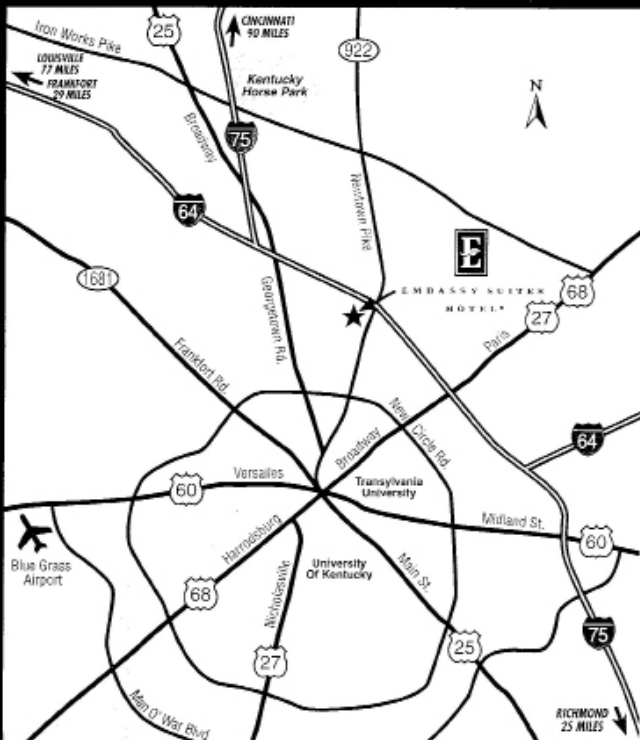 25
CINCINNATI
90 MILES
922
Iron Works Pike
LOUISVILLE
77 MILES
FRANKFORT
29 MILES
Kentucky
Horse Park
N
Broadway
75
Newtown Pike
64
E
1681
EMBASSY SUITES
HOTEL®
68
27
Georgetown Rd.
Paris
Frankfort Rd.
New Circle Rd.
Broadway
64
Versailles
Transylvania
University
60
Midland St.
60
Harrodsburg
Blue Grass
Airport
University
Of Kentucky
Main St.
68
Nicholasville
75
25
27
Man O' War Blvd
RICHMOND
25 MILES